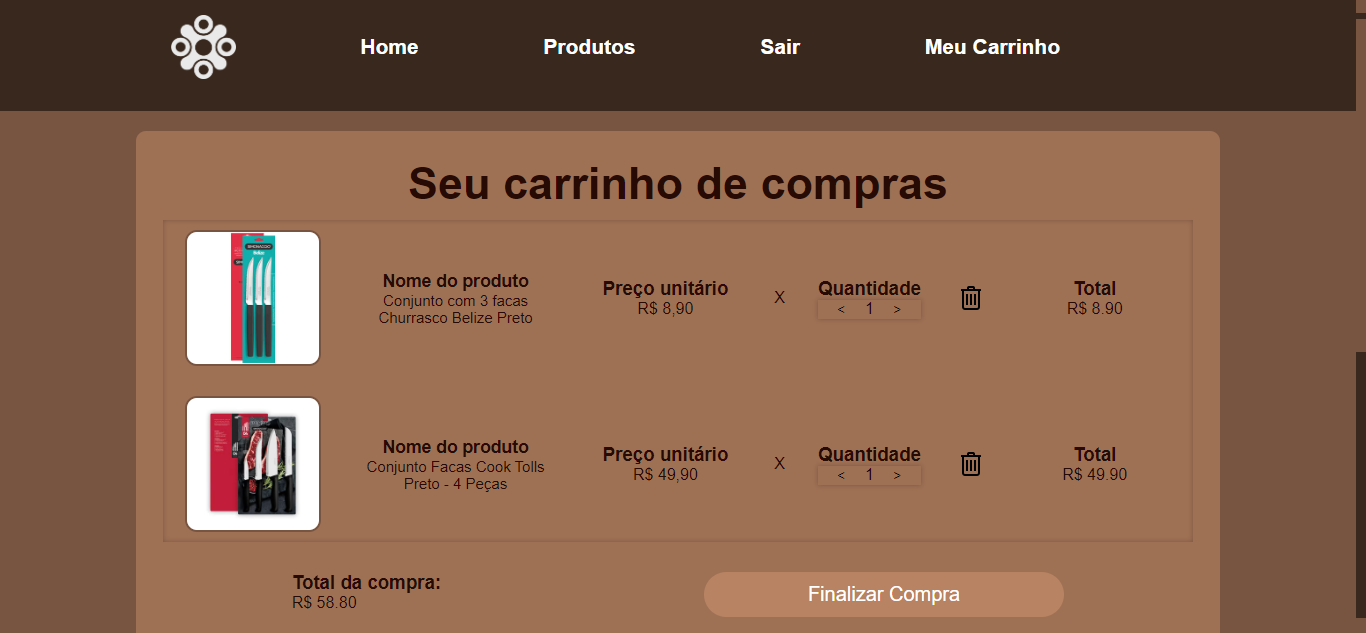 Home
Produtos
Sair
Meu Carrinho
Seu carrinho de compras
Nome do produto
Conjunto com 3 facas
Churrasco Belize Preto
Preço unitário
R$ 8,90
X
Quantidade
< 1 >
Total
R$ 8.90
Nome do produto
Conjunto Facas Cook Tolls
Preto - 4 Peças
Preço unitário
R$ 49,90
X
Quantidade
< 1 >
Total
R$ 49.90
Total da compra:
R$ 58.80
Finalizar Compra